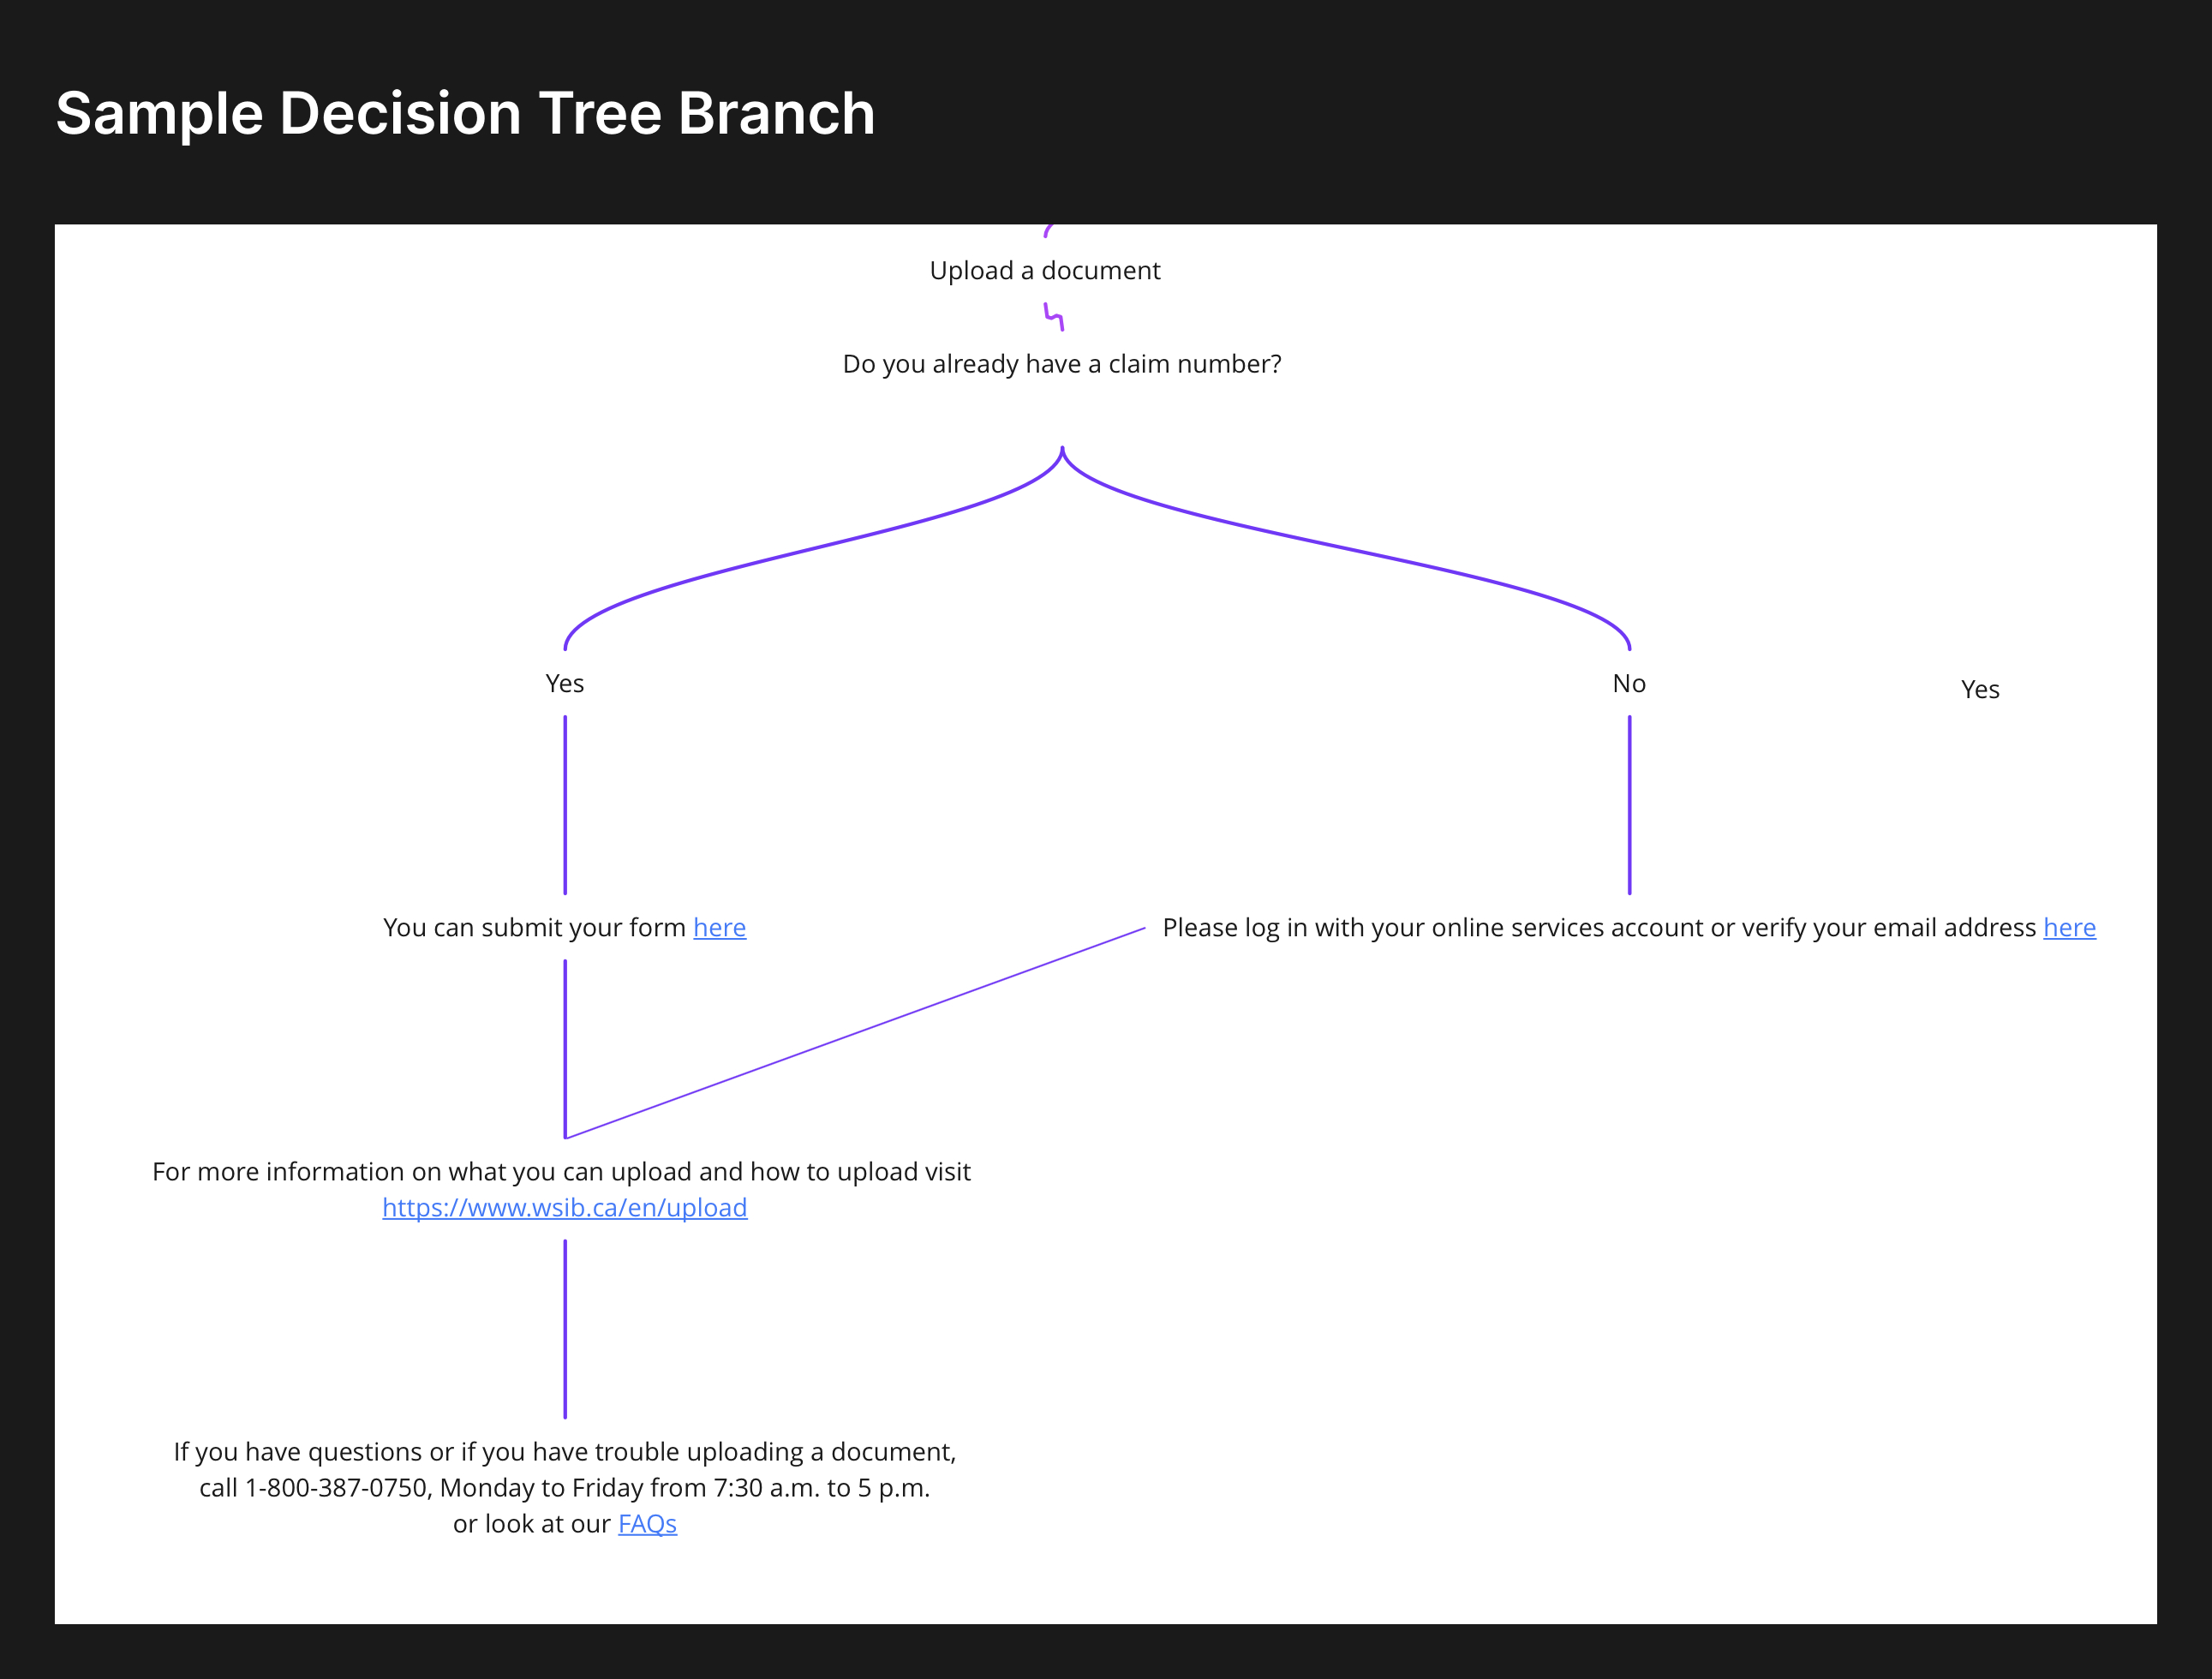 Sample Decision Tree Branch
Upload a document
Do you already have a claim number?
Yes
No
Yes
You can submit your form here
Please log in with your online services account or verify your email address here
For more information on what you can upload and how to upload visit
https://www.wsib.ca/en/upload
If you have questions or if you have trouble uploading a document,
call 1-800-387-0750, Monday to Friday from 7:30 a.m. to 5 p.m.
or look at our FAQs